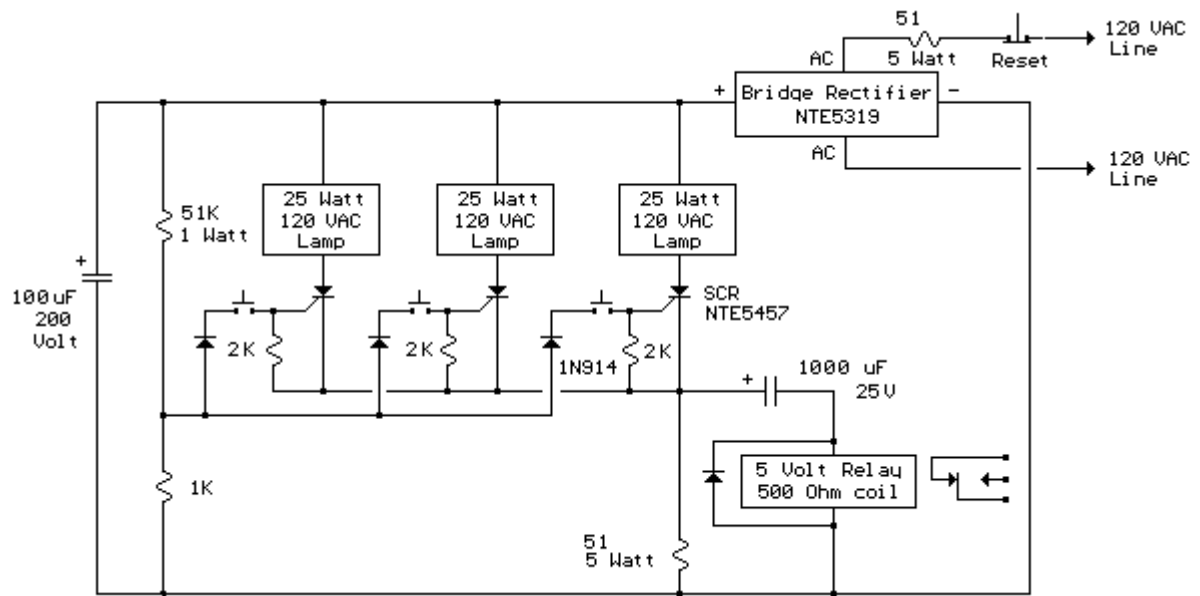 51
5 Watt
Reset
120 VAC
Line
AC
+
Bridge Rectifier
NTE5319
-
AC
120 VAC
Line
51K
1 Watt
25 Watt
120 VAC
Lamp
25 Watt
120 VAC
Lamp
25 Watt
120 VAC
Lamp
+
100uF
200
Volt
SCR
NTE5457
2K
2K
1N914
2K
+
1000 uF
25V
1K
5 Volt Relay
500 Ohm coil
51
5 Watt